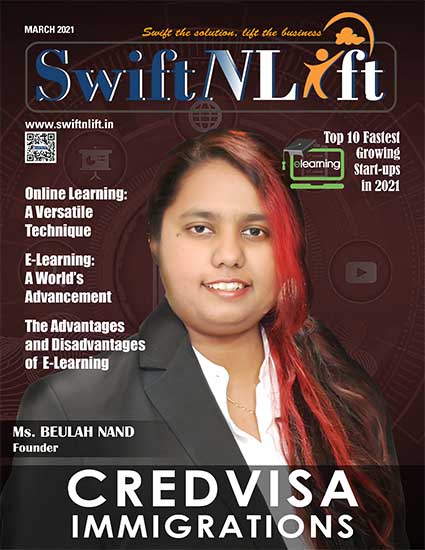 Swift the solution, lift the business
MARCH 2021
SwiftNLift
www.swiftnlift.in
Top 10 Fastest
Growing
Start-ups
in 2021
elearning
Online Learning:
A Versatile
Technique
E-Learning:
A World's
Advancement
The Advantages
and Disadvantages
of E-Learning
Ms. BEULAH NAND
Founder
CREDVISA
IMMIGRATIONS